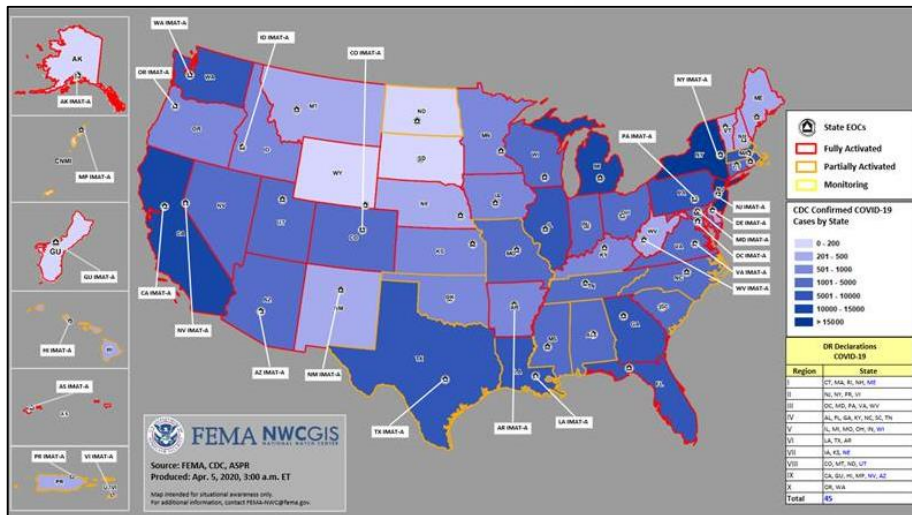 WA IMAT-A
ID IMAT-A
CO IMAT-A
NY IMAT-A
AK
AK IMAT-A
OR IMAT-A
PA IMAT-A
WA
MT
ND
ME
OR
ID
MN
WI
NY
CNMI
MP IMAT-A
WY
NE
NV
UT
CO
KS
WV
VA
NJ IMAT-A
DE IMAT-A
MD IMAT-A
DC IMAT-A
VA IMAT-A
WV IMAT-A
GU
GU IMAT-A
CA IMAT-A
NV IMAT-A
AZ
AR
NC
GA
TX
LA
FL
HI IMAT-A
HI
AZ IMAT-A
NM IMAT-A
TX IMAT-A
AR IMAT-A
LA IMAT-A
AS IMAT-A
AS
PR IMAT-A
VI IMAT-A
PR
State EOCs
Fully Activated
Partially Activated
Monitoring
CDC Confirmed COVID-19
Cases by State
0 - 200
201 - 500
501 - 1000
1001 - 5000
5001 - 10000
10000 - 15000
> 15000
DR Declarations
COVID-19
Region State
I CT, MA, RI, NH, ME
II NJ, NY, PR, VI
III DC, MD, PA, VA, WV
IV AL, FL, GA, KY, NC, SC, TN
V IL, MI, MO, OH, IN, WI
VI LA, TX, AR
VII IA, KS, NE
VIII CO, MT, ND, UT
IX CA, GU, HI, MP, NV, AZ
X OR, WA
Total 45
FEMA NWCGIS
NATIONAL WATCH CENTER
Source: FEMA, CDC, ASPR
Produced: Apr. 5, 2020, 3:00 a.m. ET
Map intended for situational awareness only.
For additional information, contact FEMA-NWC@fema.gov.